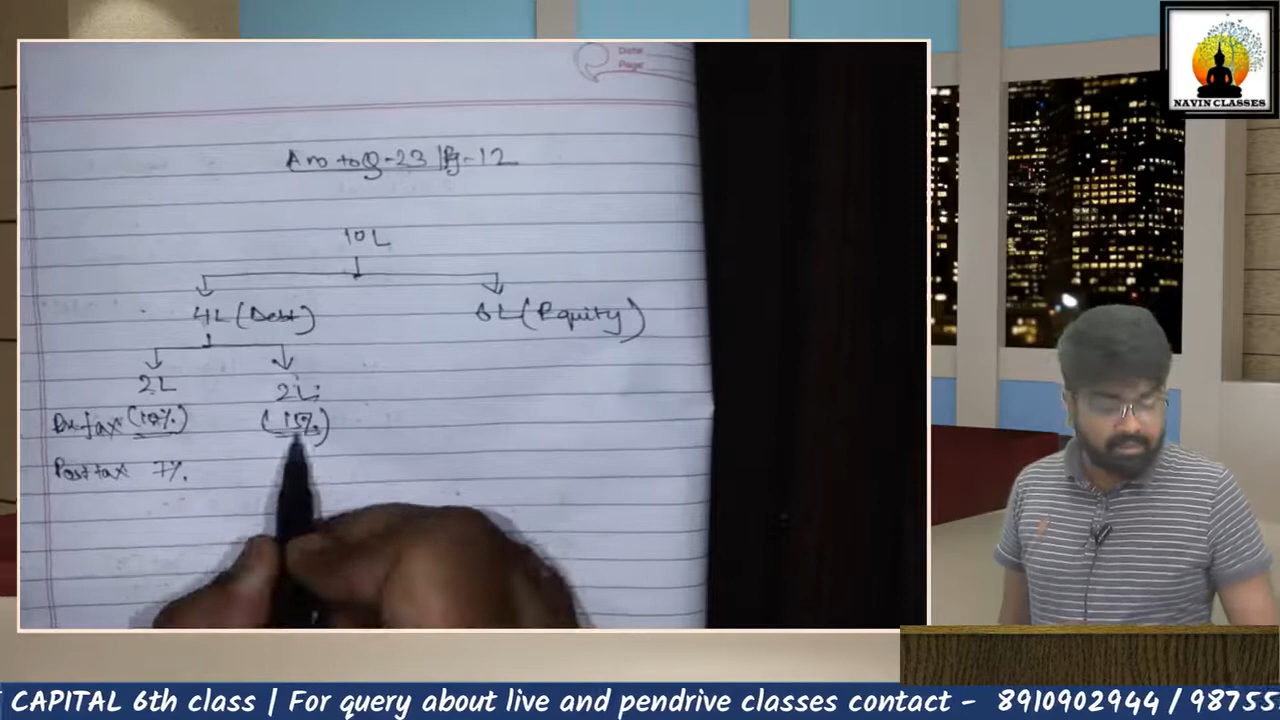 Date:
Page:
NAVIN CLASSES
Ans to Q-23 | Pg-12
10L
4L (Debt) 6L (Equity)
2L 2L
Pre tax (10%) (15%)
Post tax 7%
CAPITAL 6th class | For query about live and pendrive classes contact - 8910902944 / 98755